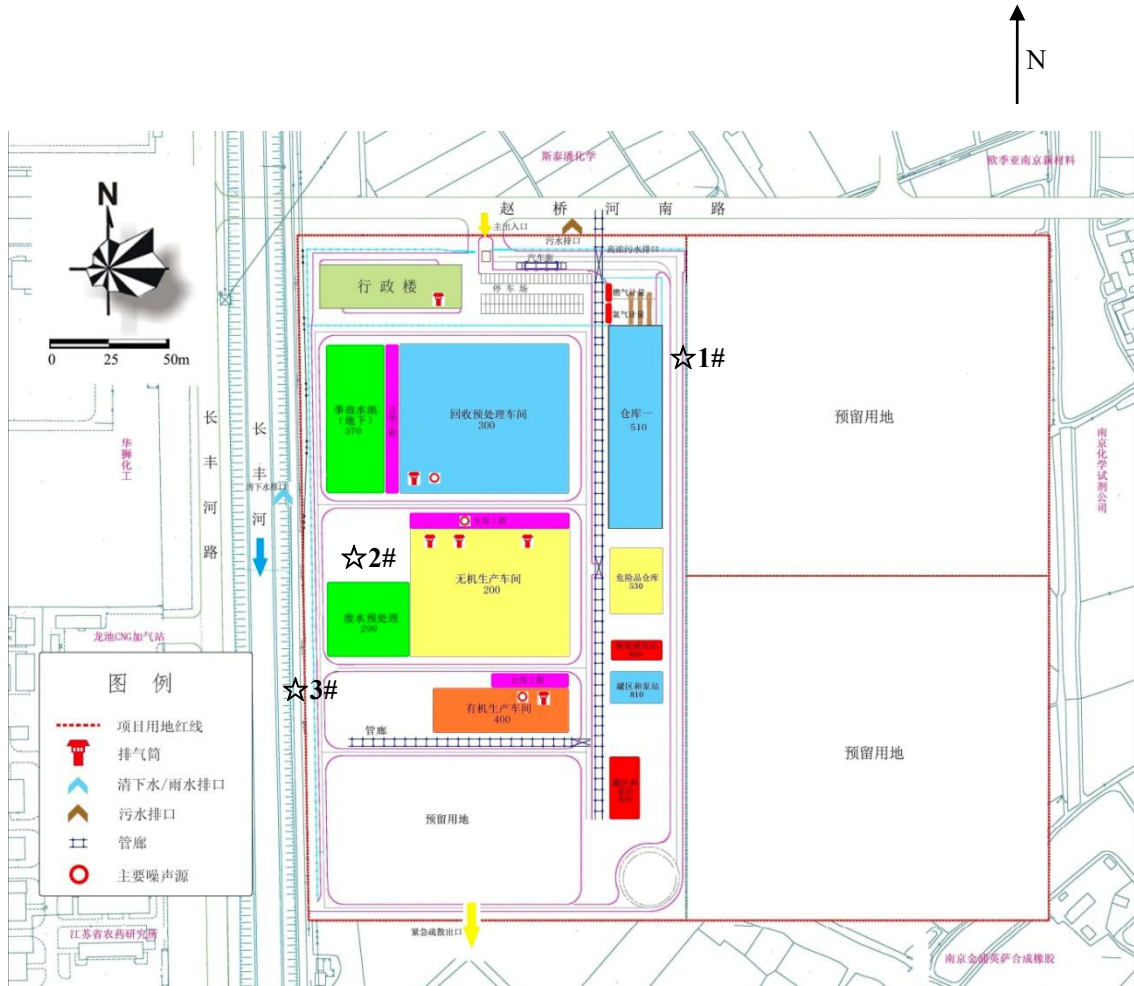 N
斯泰潘化学
欧季亚南京新材料
赵桥河南路
N
主出入口
污水排口
高浓污水排口
汽车衡
行政楼
停车场
燃气计量
氮气计量
0 25 50m
☆1#
事故水池
(地下)
370
回收预处理车间
300
仓库一
510
预留用地
长丰河路
长丰河
华狮化工
南京化学试剂公司
清下水排口
☆2#
无机生产车间
200
危险品仓库
530
废水预处理
290
龙池CNG加气站
☆3#
罐区和泵站
810
有机生产车间
400
管廊
预留用地
预留用地
图例
项目用地红线
排气筒
清下水/雨水排口
污水排口
管廊
主要噪声源
江苏省农药研究所
紧急疏散出口
南京金浦英萨合成橡胶